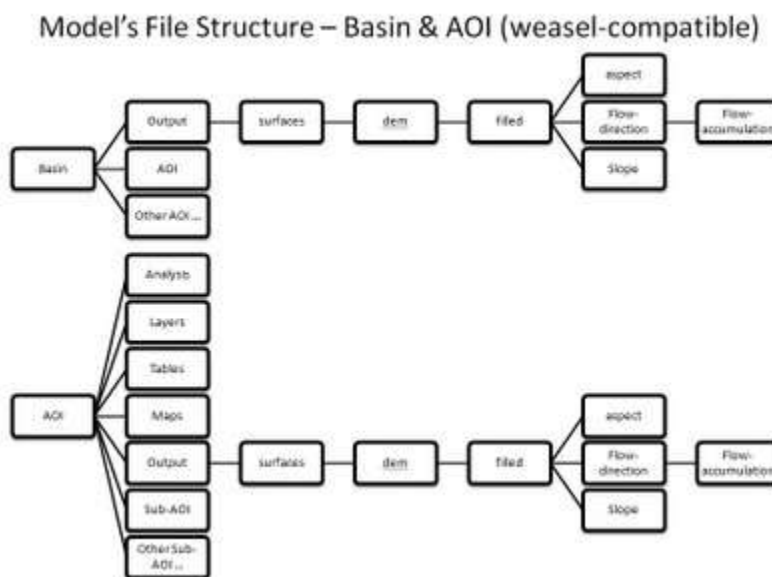 Model's File Structure – Basin & AOI (weasel-compatible)
aspect
Output
surfaces
dem
filled
Flow-
direction
Flow-
accumulation
Basin
AOI
Slope
Other AOI ...
Analysis
Layers
Tables
AOI
Maps
aspect
Output
surfaces
dem
filled
Flow-
direction
Flow-
accumulation
Sub-AOI
Slope
Other Sub-
AOI ...